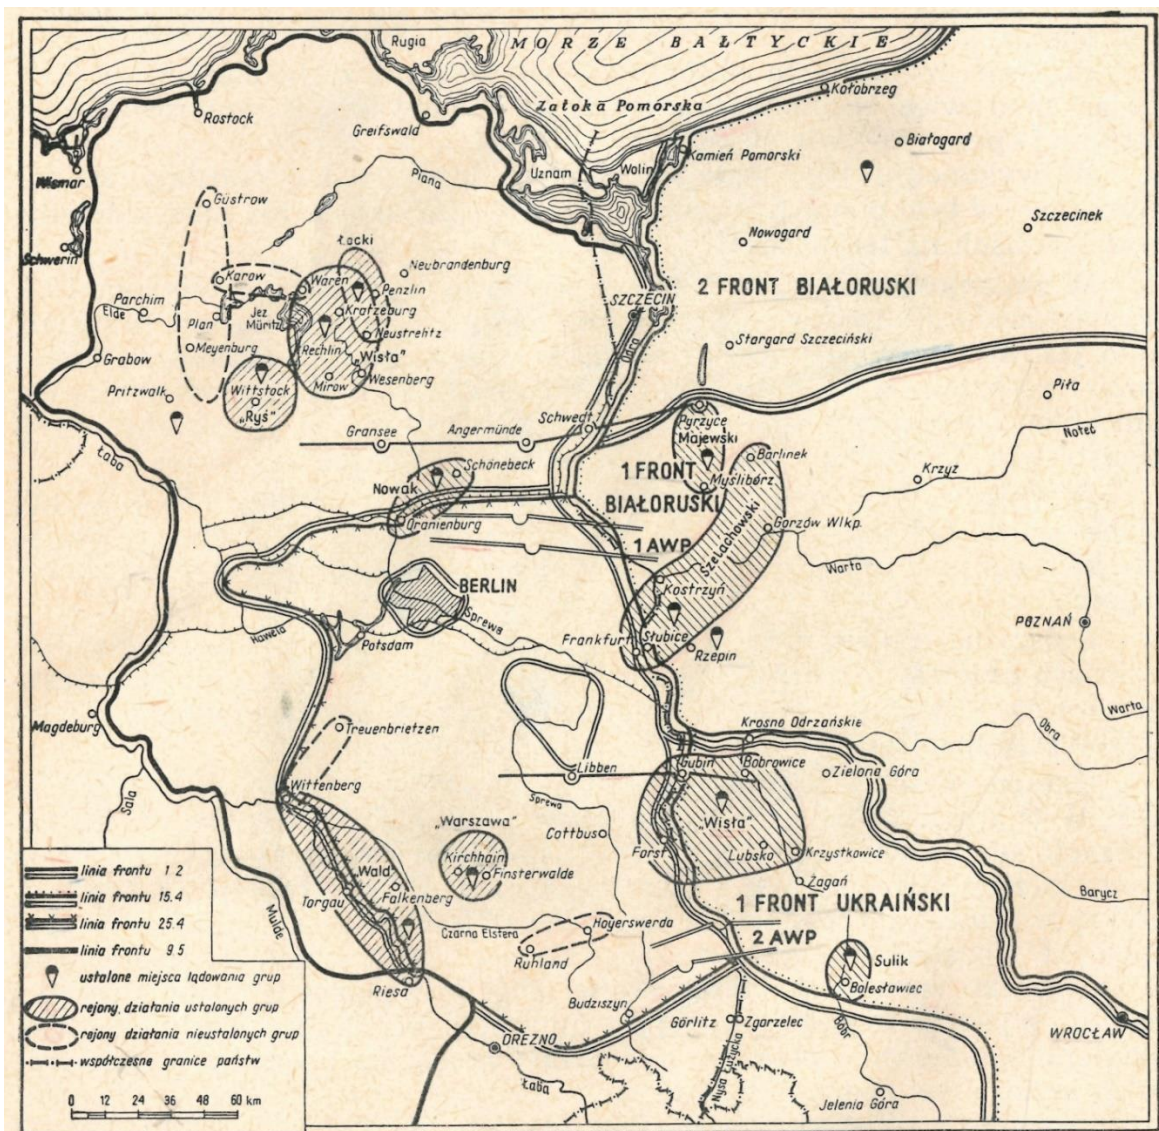 MORZE BAŁTYCKIE
Rugia
Zatoka Pomorska
Kołobrzeg
Rostock
Greifswald
Białogard
Kamień Pomorski
Wolin
Uznam
Wismar
Piana
Güstrow
Szczecinek
Nowogard
Schwerin
Łacki
Neubrandenburg
Karow
Waren
Penzlin
2 FRONT BIAŁORUSKI
SZCZECIN
Parchim
Elde
Plan
Jez Müritz
Kratzeburg
Neustrehtz
Odra
Stargard Szczeciński
Meyenburg
Rechlin
„Wisła"
Grabow
Mirow
Wesenberg
Wittstock
„Ryś"
Pritzwalk
Piła
Schwedt
Pyrzyce
Gransee
Angermünde
Majewski
Noteć
Łaba
Schönebeck
Barlinek
1 FRONT
BIAŁORUSKI
Myślibórz
Krzyż
Nowak
Oranienburg
Szelachowski
Gorzów Wlkp.
1 AWP
Warta
BERLIN
Kostrzyń
Sprewa
Hawela
Potsdam
Frankfurt
Słubice
Rzepin
POZNAŃ
Magdeburg
Treuenbrietzen
Krosno Odrzańskie
Warta
Obra
Libben
Gubin
Bobrowice
Zielona Góra
Sala
Wittenberg
Sprewa
„Warszawa"
Cottbus
„Wisła"
Forst
Lubsko
Krzystkowice
Kirchhain
Finsterwalde
Wald
Torgau
Falkenberg
Żagań
Barycz
1 FRONT UKRAIŃSKI
Mulde
Czarna Elstera
Hoyerswerda
2 AWP
Ruhland
Sulik
Bolesławiec
Riesa
Budziszyn
Görlitz
Zgorzelec
Bóbr
WROCŁAW
DREZNO
Łaba
Nysa Łużycka
Jelenia Góra
linia frontu 1.2
linia frontu 15.4
linia frontu 25.4
linia frontu 9.5
ustalone miejsca lądowania grup
rejony działania ustalonych grup
rejony działania nieustalonych grup
współczesne granice państw
0 12 24 36 48 60 km